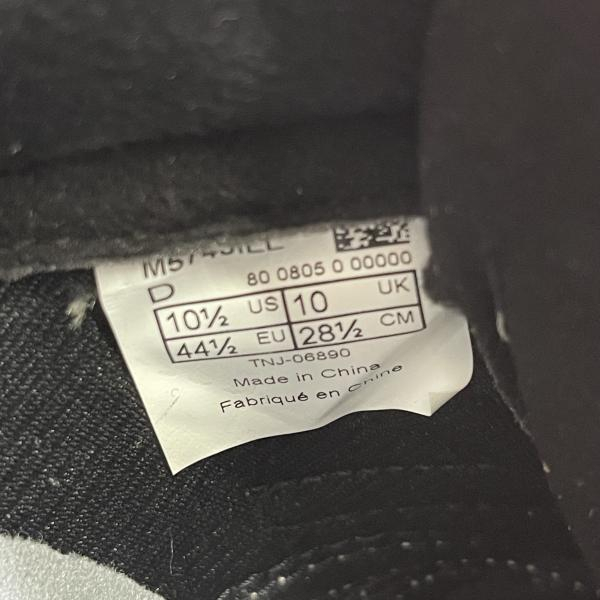 D
80 0805 0 00000
10½ US 10 UK
44½ EU 28½ CM
TNJ-06890
Made in China
Fabriqué en Chine